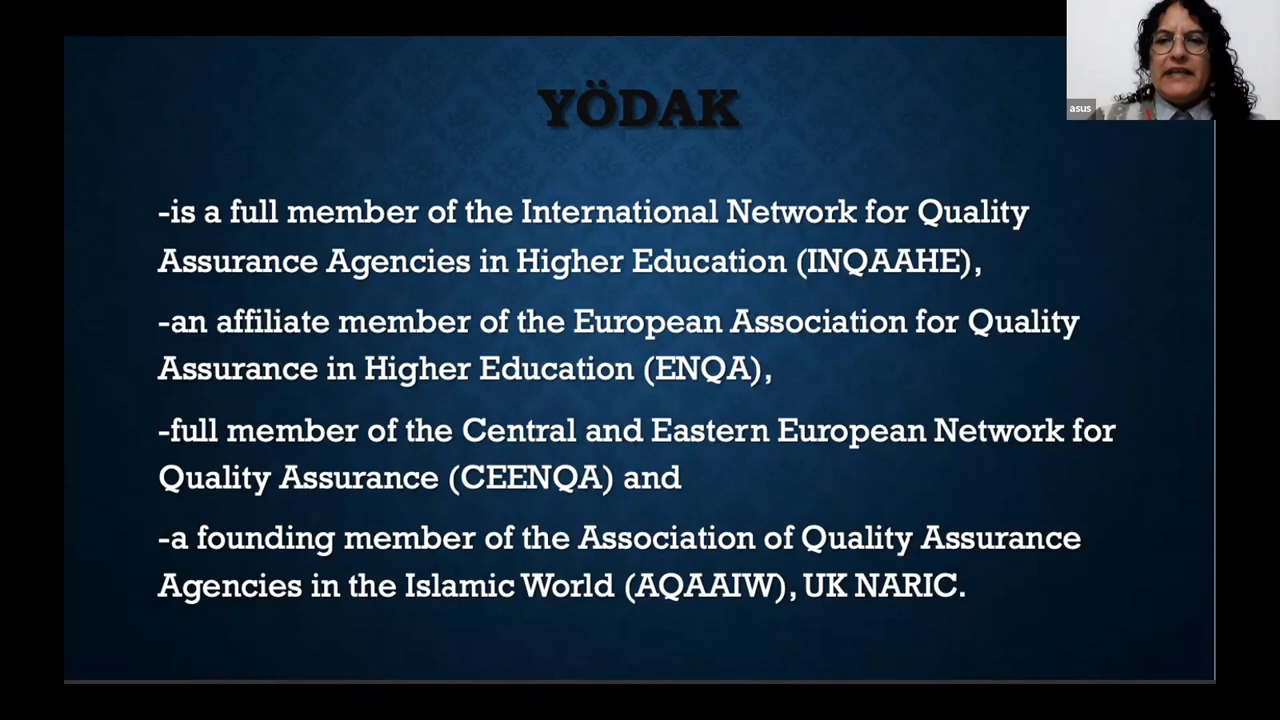 YÖDAK
asus
-is a full member of the International Network for Quality
Assurance Agencies in Higher Education (INQAAHE),
-an affiliate member of the European Association for Quality
Assurance in Higher Education (ENQA),
-full member of the Central and Eastern European Network for
Quality Assurance (CEENQA) and
-a founding member of the Association of Quality Assurance
Agencies in the Islamic World (AQAAIW), UK NARIC.